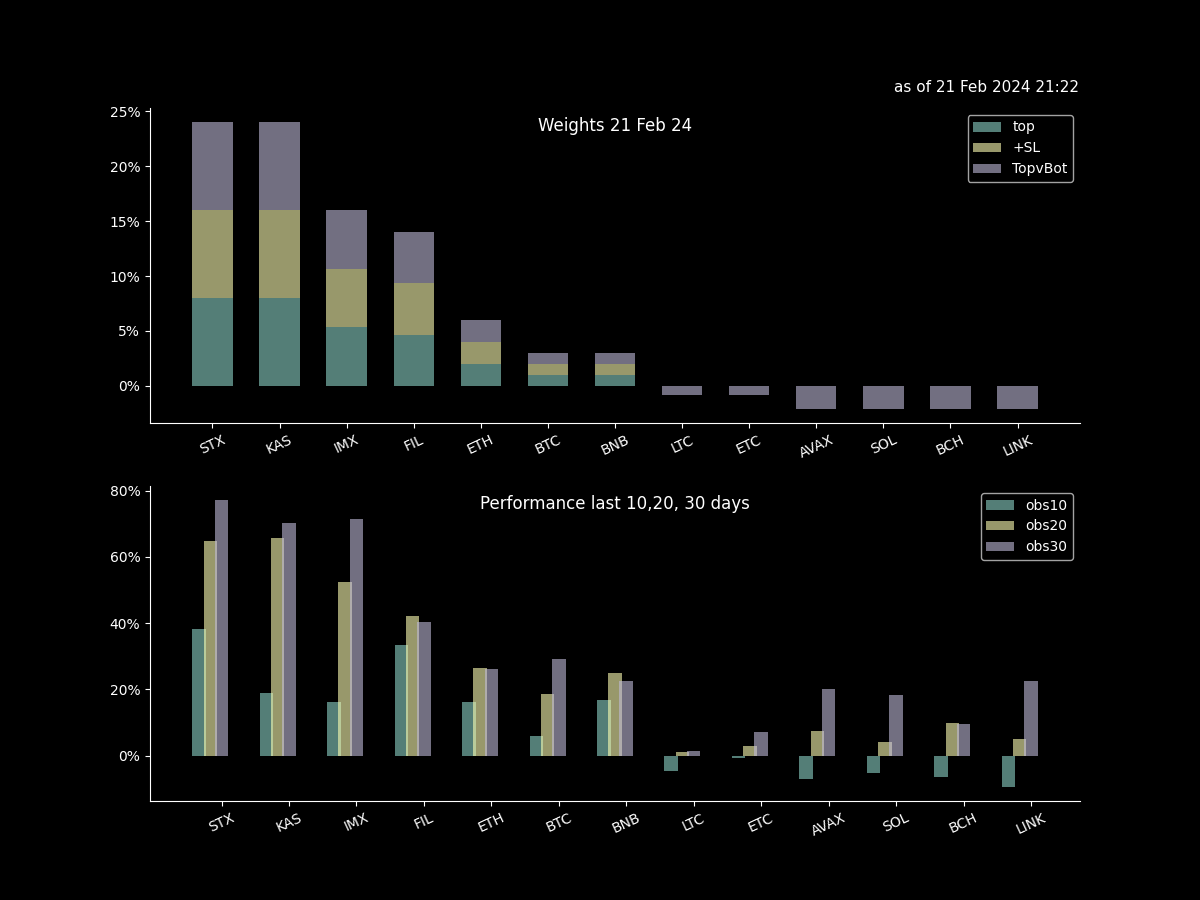 as of 21 Feb 2024 21:22
Weights 21 Feb 24
top
+SL
TopvBot
25%
20%
15%
10%
5%
0%
STX KAS IMX FIL ETH BTC BNB LTC ETC AVAX SOL BCH LINK
Performance last 10,20, 30 days
obs10
obs20
obs30
80%
60%
40%
20%
0%
STX KAS IMX FIL ETH BTC BNB LTC ETC AVAX SOL BCH LINK